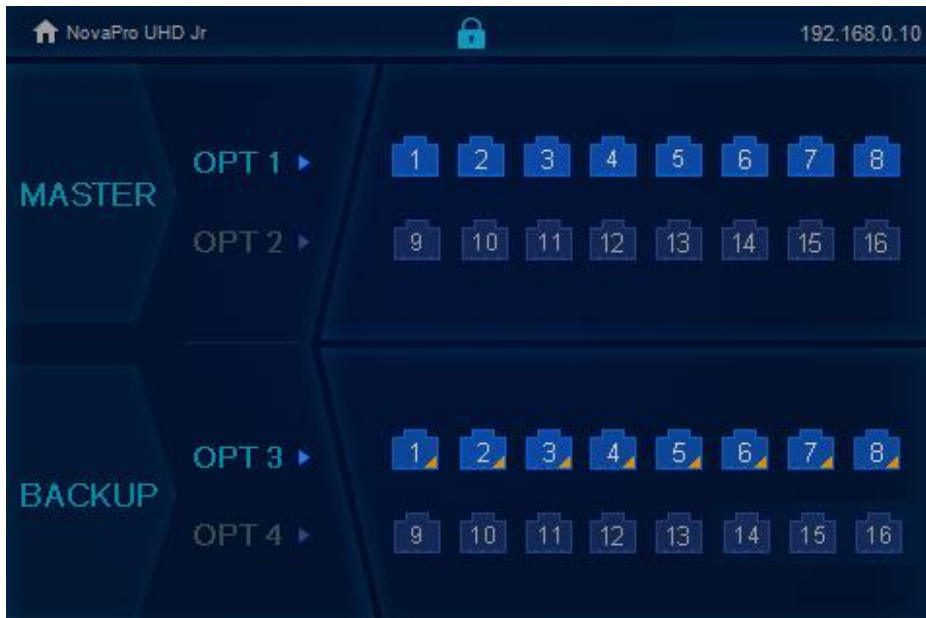 NovaPro UHD Jr 192.168.0.10
MASTER
OPT 1 1 2 3 4 5 6 7 8
OPT 2 9 10 11 12 13 14 15 16
BACKUP
OPT 3 1 2 3 4 5 6 7 8
OPT 4 9 10 11 12 13 14 15 16